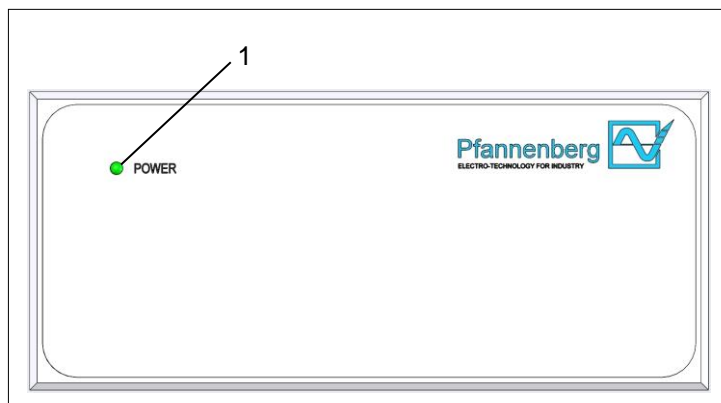 1
POWER
Pfannenberg
ELECTRO-TECHNOLOGY FOR INDUSTRY